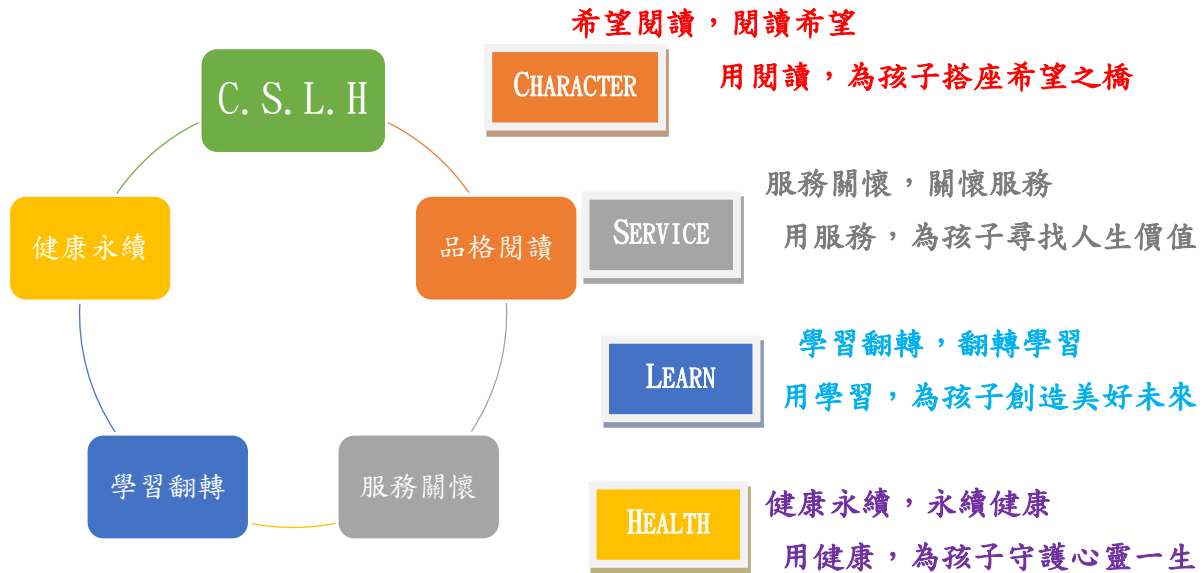 C.S.L.H
品格閱讀
服務關懷
學習翻轉
健康永續
CHARACTER
希望閱讀，閱讀希望
用閱讀，為孩子搭座希望之橋
SERVICE
服務關懷，關懷服務
用服務，為孩子尋找人生價值
LEARN
學習翻轉，翻轉學習
用學習，為孩子創造美好未來
HEALTH
健康永續，永續健康
用健康，為孩子守護心靈一生